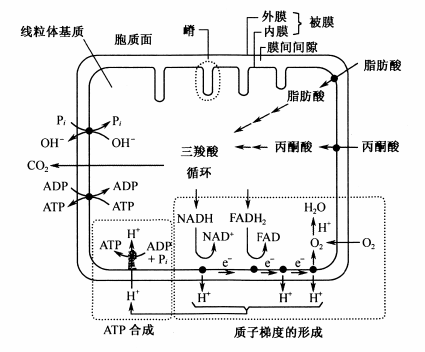 外膜
内膜
被膜
线粒体基质
胞质面
嵴
膜间间隙
脂肪酸
脂肪酸
Pi
Pi
OH⁻
OH⁻
三羧酸
循环
丙酮酸
丙酮酸
CO₂
ADP
ADP
ATP
ATP
NADH
FADH₂
H₂O
NAD⁺
FAD
H⁺
O₂
O₂
H⁺
ATP
ADP
+ Pi
e⁻
e⁻
e⁻
H⁺
H⁺
H⁺
H⁺
ATP 合成
质子梯度的形成